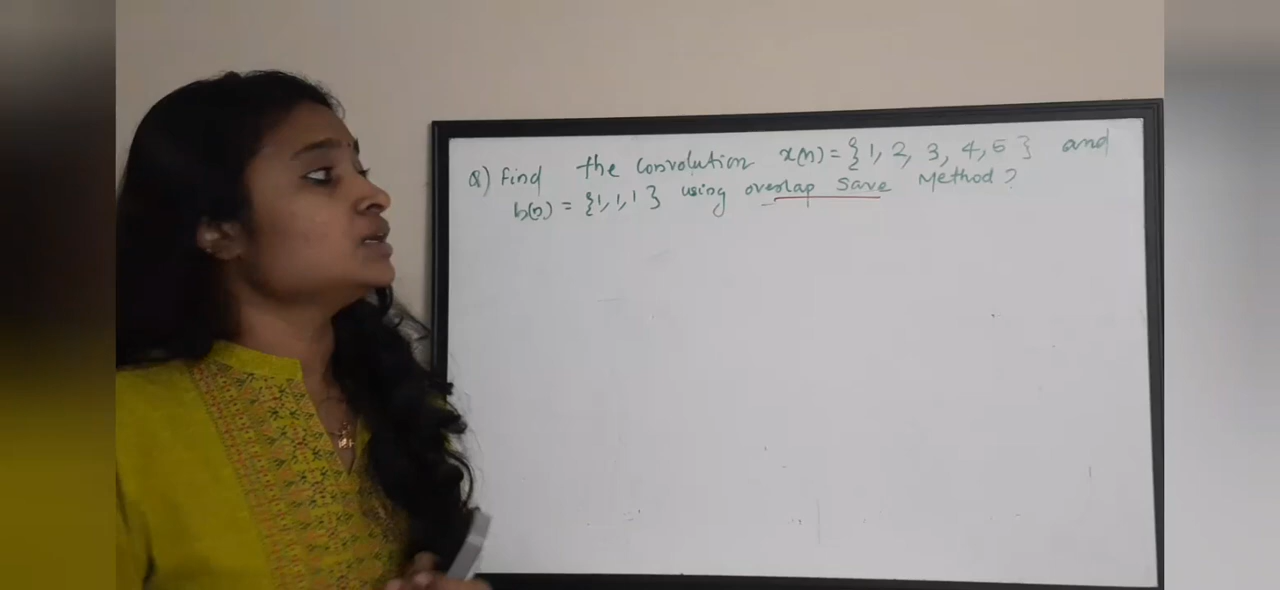 Q) Find the convolution x(n) = { 1, 2, 3, 4, 5 } and
h(n) = { 1, 1, 1 } using overlap save Method ?